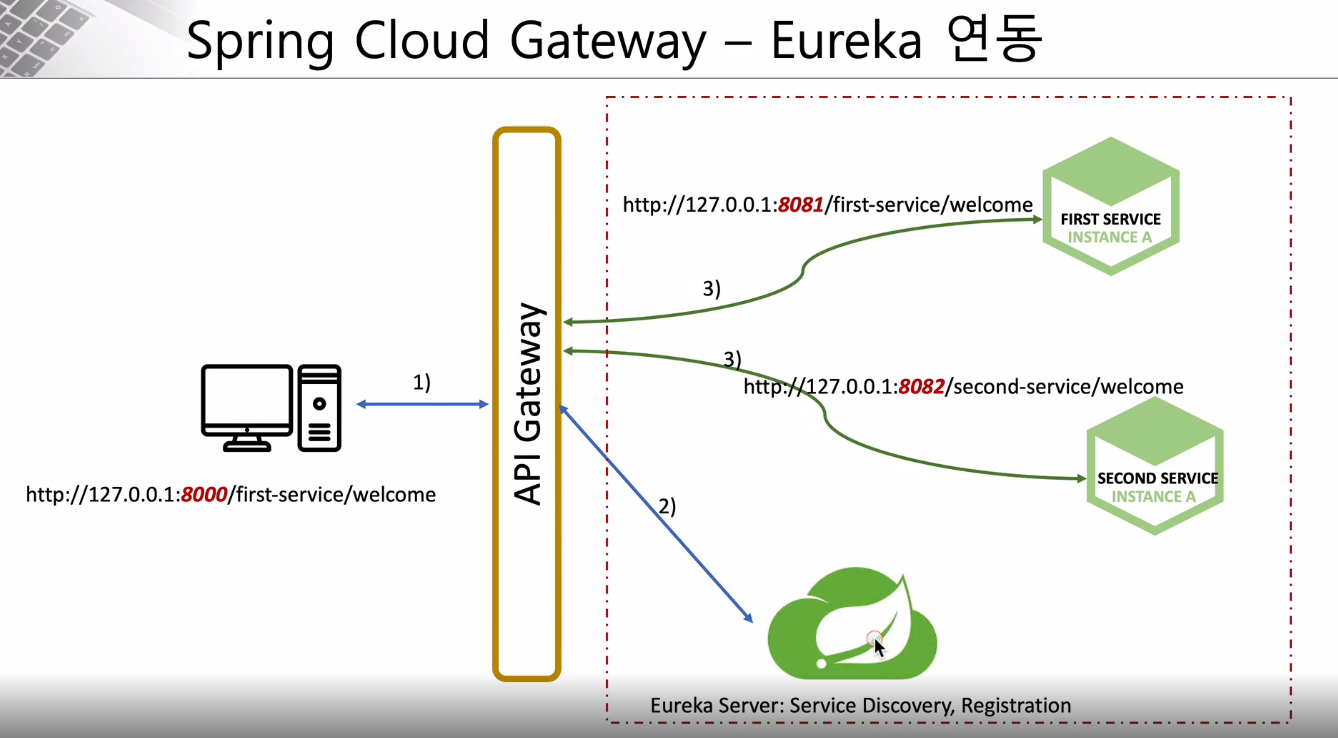 Spring Cloud Gateway – Eureka 연동
http://127.0.0.1:8081/first-service/welcome
FIRST SERVICE
INSTANCE A
3)
3)
http://127.0.0.1:8082/second-service/welcome
1)
API Gateway
SECOND SERVICE
INSTANCE A
http://127.0.0.1:8000/first-service/welcome
2)
Eureka Server: Service Discovery, Registration